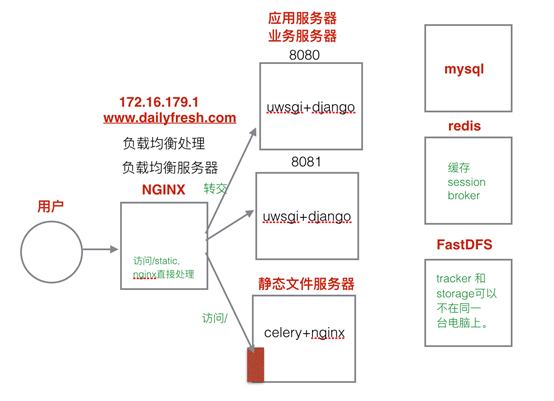 应用服务器
业务服务器
8080
uwsgi+django
172.16.179.1
www.dailyfresh.com
负载均衡处理
负载均衡服务器
NGINX
转交
用户
访问/static,
nginx直接处理
8081
uwsgi+django
静态文件服务器
访问/
celery+nginx
mysql
redis
缓存
session
broker
FastDFS
tracker 和
storage可以
不在同一
台电脑上。